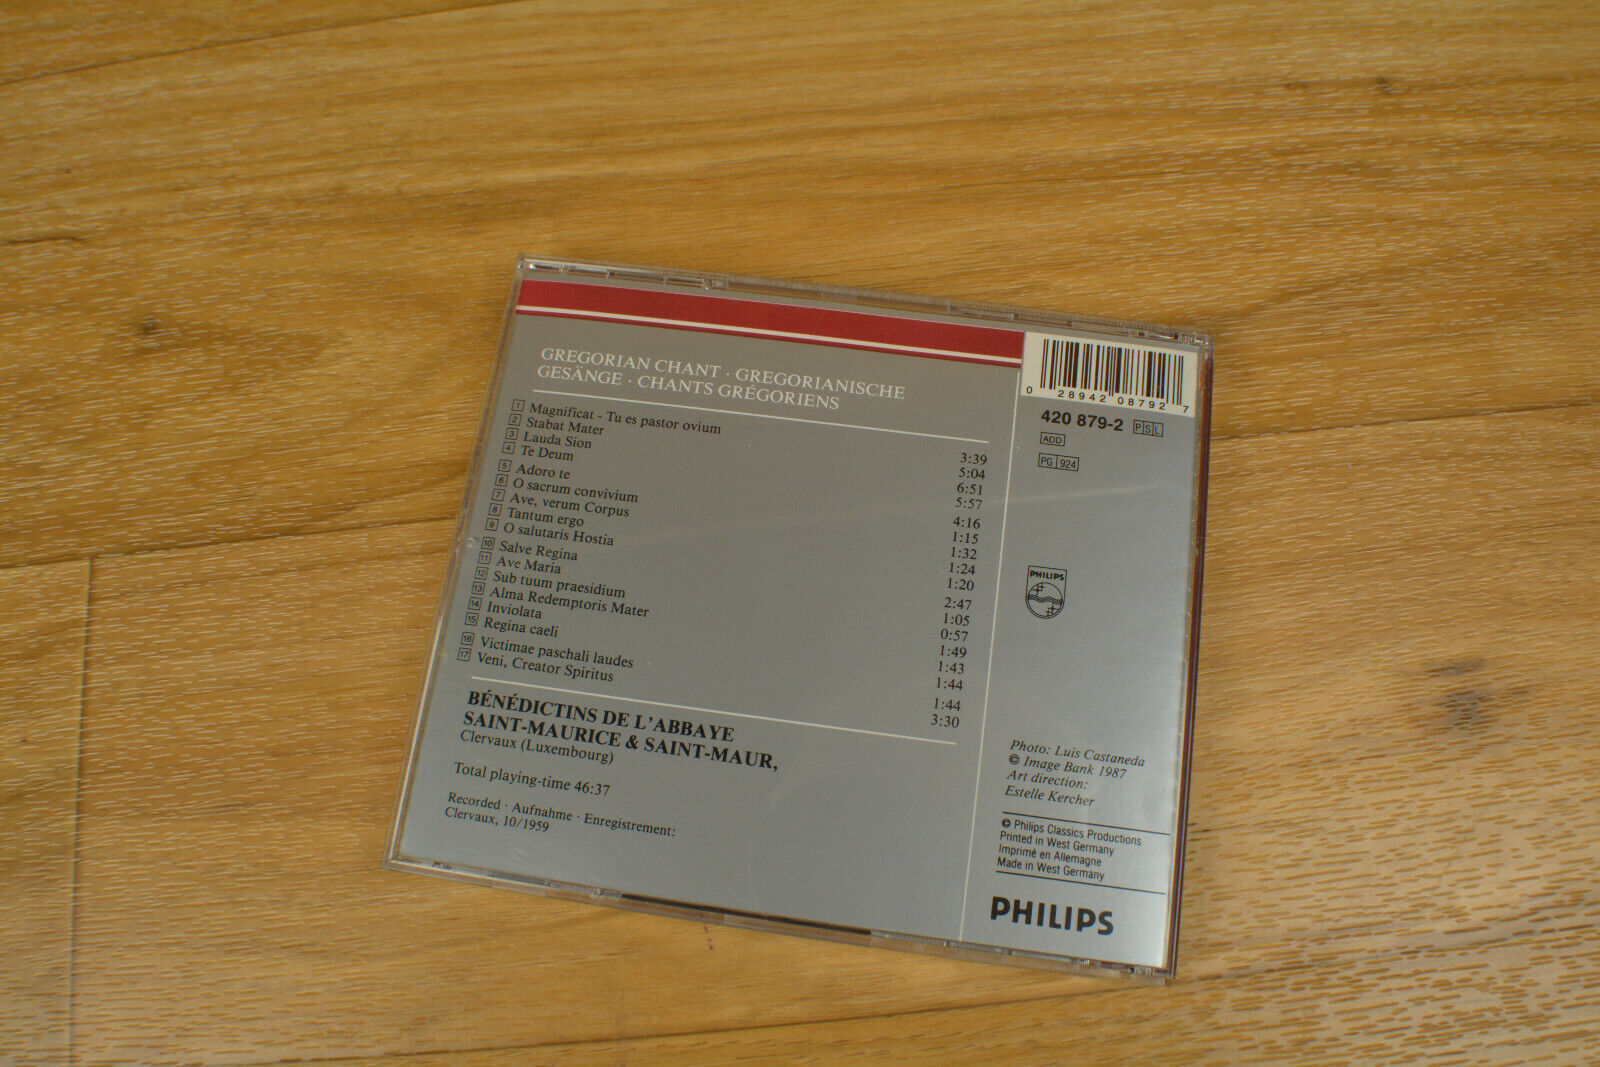 GREGORIAN CHANT · GREGORIANISCHE
GESÄNGE · CHANTS GRÉGORIENS
1 Magnificat - Tu es pastor ovium 3:39
2 Stabat Mater 5:04
3 Lauda Sion 6:51
4 Te Deum 5:57
5 Adoro te 4:16
6 O sacrum convivium 1:15
7 Ave, verum Corpus 1:32
8 Tantum ergo 1:24
9 O salutaris Hostia 1:20
10 Salve Regina 2:47
11 Ave Maria 1:05
12 Sub tuum praesidium 0:57
13 Alma Redemptoris Mater 1:49
14 Inviolata 1:43
15 Regina caeli 1:44
16 Victimae paschali laudes 1:44
17 Veni, Creator Spiritus 3:30
BÉNÉDICTINS DE L'ABBAYE
SAINT-MAURICE & SAINT-MAUR,
Clervaux (Luxembourg)
Total playing-time 46:37
Recorded · Aufnahme · Enregistrement:
Clervaux, 10/1959
0 28942 08792 7
420 879-2 PSL
ADD
PG 924
PHILIPS
Photo: Luis Castaneda
© Image Bank 1987
Art direction:
Estelle Kercher
© Philips Classics Productions
Printed in West Germany
Imprimé en Allemagne
Made in West Germany
PHILIPS